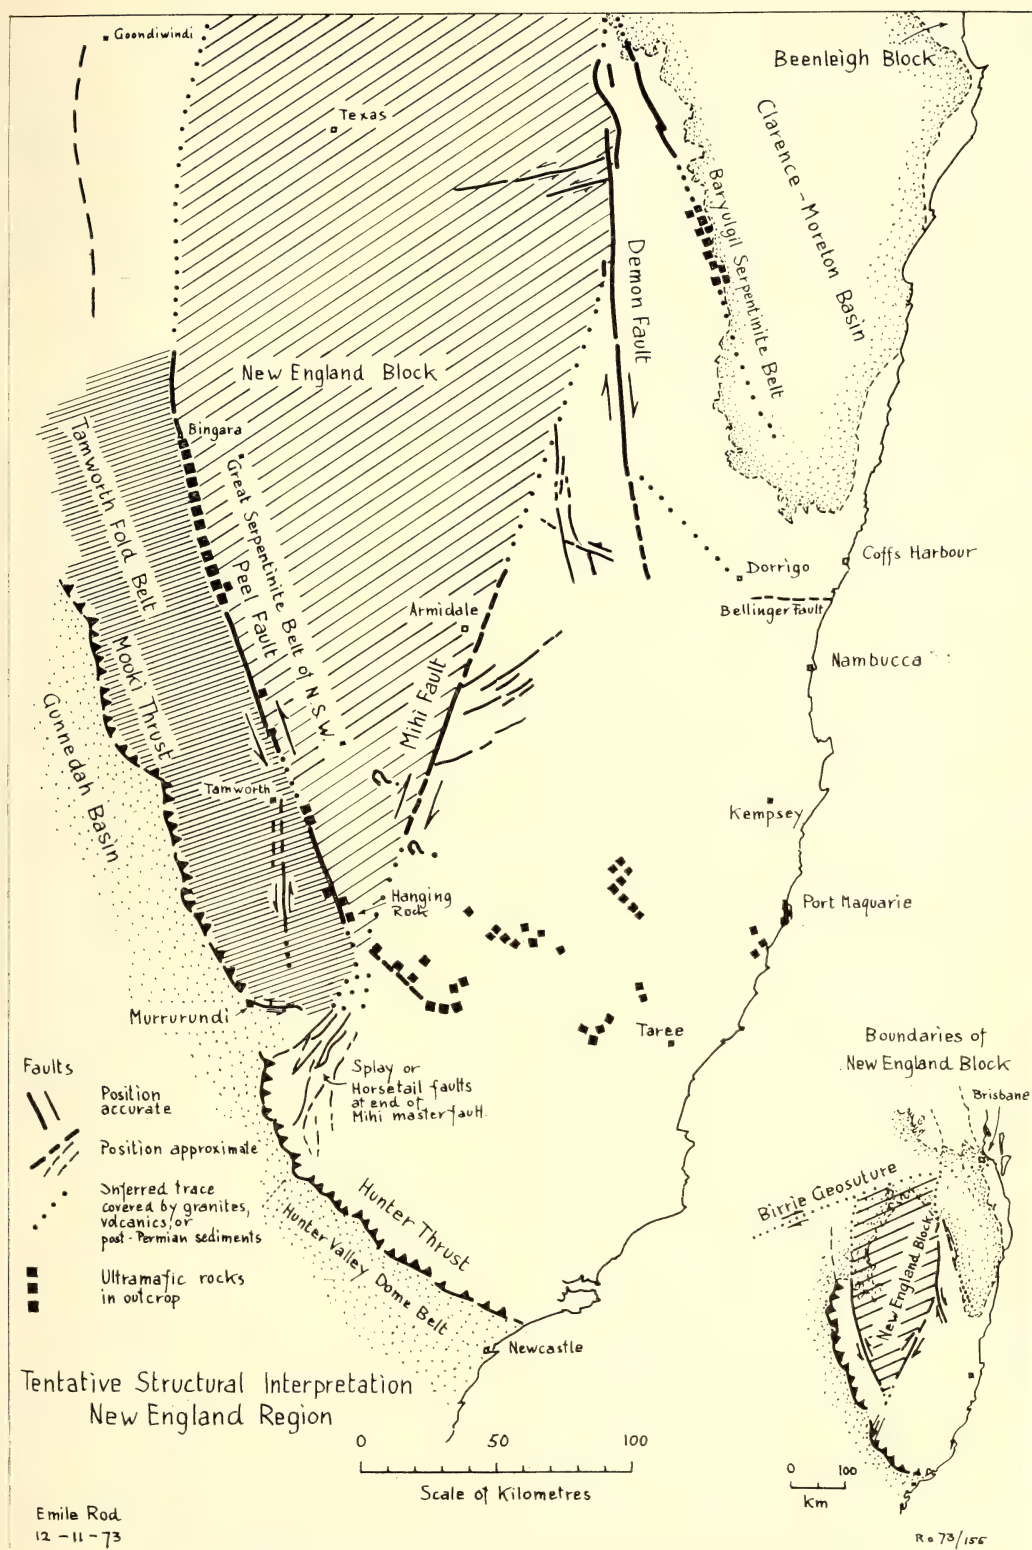 Goondiwindi
Beenleigh Block
Texas
Clarence - Moreton Basin
Baryulgil Serpentinite Belt
Demon Fault
New England Block
Bingara
Great Serpentinite Belt of N.S.W.
Peel Fault
Tamworth Fold Belt
Mooki Thrust
Gunnedah Basin
Coffs Harbour
Dorrigo
Bellinger Fault
Armidale
Nambucca
Mihi Fault
?
Tamworth
Kempsey
?
Hanging
Rock
Port Maquarie
Murrurundi
Taree
Boundaries of
New England Block
Brisbane
Faults
Position
accurate
Position approximate
Inferred trace
covered by granites,
volcanics, or
post-Permian sediments
Ultramafic rocks
in outcrop
Splay or
Horsetail faults
at end of
Mihi master fault.
Hunter Thrust
Hunter Valley Dome Belt
Birrie Geosuture
New England Block
Newcastle
Tentative Structural Interpretation
New England Region
0 50 100
Scale of Kilometres
0 100
Km
Emile Rod
12-11-73
Ro 73/155